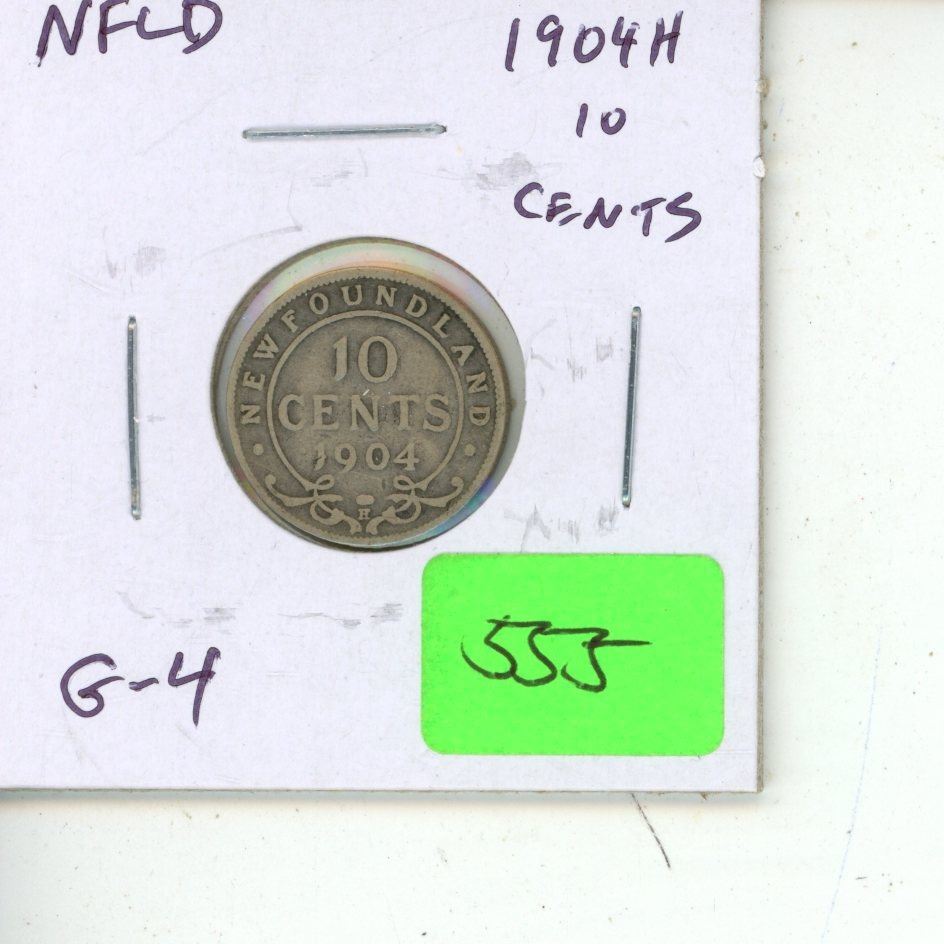 NFLD
1904H
10
CENTS
NEWFOUNDLAND
10
CENTS
1904
H
G-4
555